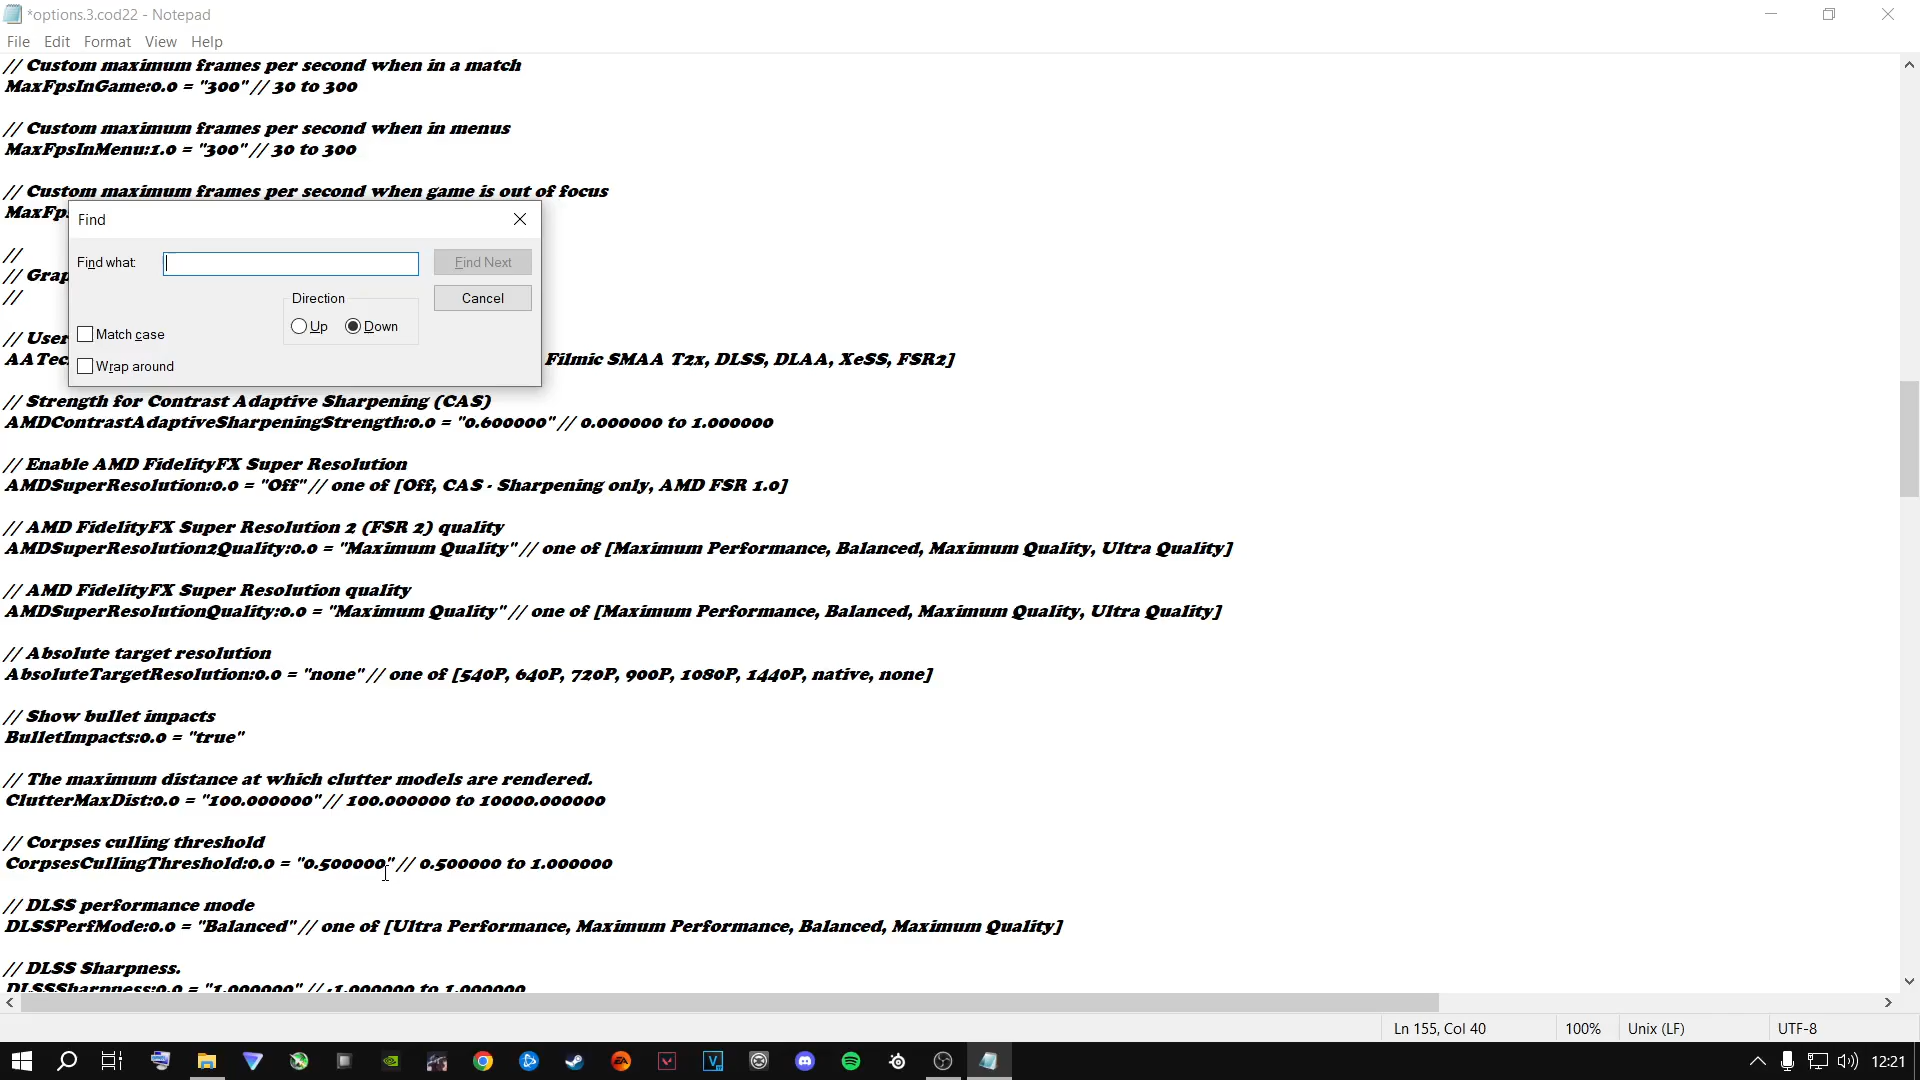 *options.3.cod22 - Notepad
File Edit Format View Help
// Custom maximum frames per second when in a match
MaxFpsInGame:0.0 = "300" // 30 to 300
// Custom maximum frames per second when in menus
MaxFpsInMenu:1.0 = "300" // 30 to 300
// Custom maximum frames per second when game is out of focus
MaxFps
Find
Find what:
Find Next
Cancel
Direction
Up Down
Match case
Wrap around
//
// Grap
//
// User
AATec Filmic SMAA T2x, DLSS, DLAA, XeSS, FSR2]
// Strength for Contrast Adaptive Sharpening (CAS)
AMDContrastAdaptiveSharpeningStrength:0.0 = "0.600000" // 0.000000 to 1.000000
// Enable AMD FidelityFX Super Resolution
AMDSuperResolution:0.0 = "Off" // one of [Off, CAS - Sharpening only, AMD FSR 1.0]
// AMD FidelityFX Super Resolution 2 (FSR 2) quality
AMDSuperResolution2Quality:0.0 = "Maximum Quality" // one of [Maximum Performance, Balanced, Maximum Quality, Ultra Quality]
// AMD FidelityFX Super Resolution quality
AMDSuperResolutionQuality:0.0 = "Maximum Quality" // one of [Maximum Performance, Balanced, Maximum Quality, Ultra Quality]
// Absolute target resolution
AbsoluteTargetResolution:0.0 = "none" // one of [540P, 640P, 720P, 900P, 1080P, 1440P, native, none]
// Show bullet impacts
BulletImpacts:0.0 = "true"
// The maximum distance at which clutter models are rendered.
ClutterMaxDist:0.0 = "100.000000" // 100.000000 to 10000.000000
// Corpses culling threshold
CorpsesCullingThreshold:0.0 = "0.500000" // 0.500000 to 1.000000
// DLSS performance mode
DLSSPerfMode:0.0 = "Balanced" // one of [Ultra Performance, Maximum Performance, Balanced, Maximum Quality]
// DLSS Sharpness.
DLSSSharpness:0.0 = "1.000000" // -1.000000 to 1.000000
Ln 155, Col 40 100% Unix (LF) UTF-8
12:21